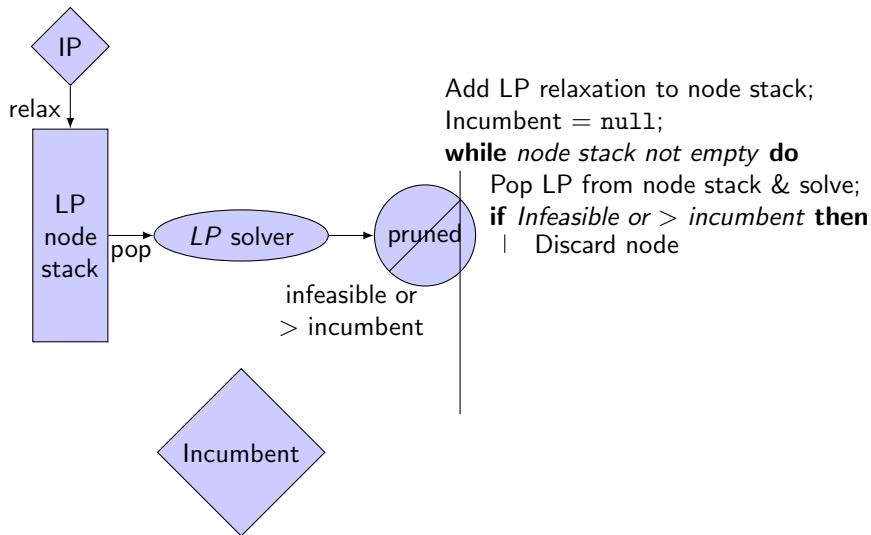 IP
relax
LP
node
stack
pop
LP solver
pruned
infeasible or
> incumbent
Incumbent
Add LP relaxation to node stack;
Incumbent = null;
while node stack not empty do
Pop LP from node stack & solve;
if Infeasible or > incumbent then
Discard node